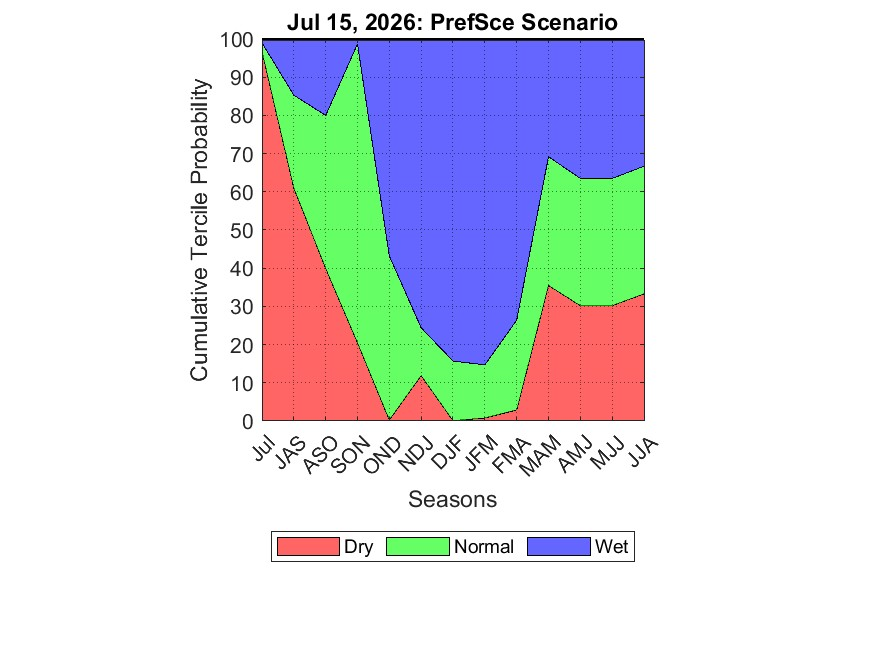 Jul 15, 2026: PrefSce Scenario
Cumulative Tercile Probability
100
90
80
70
60
50
40
30
20
10
0
Jul JAS ASO SON OND NDJ DJF JFM FMA MAM AMJ MJJ JJA
Seasons
Dry Normal Wet